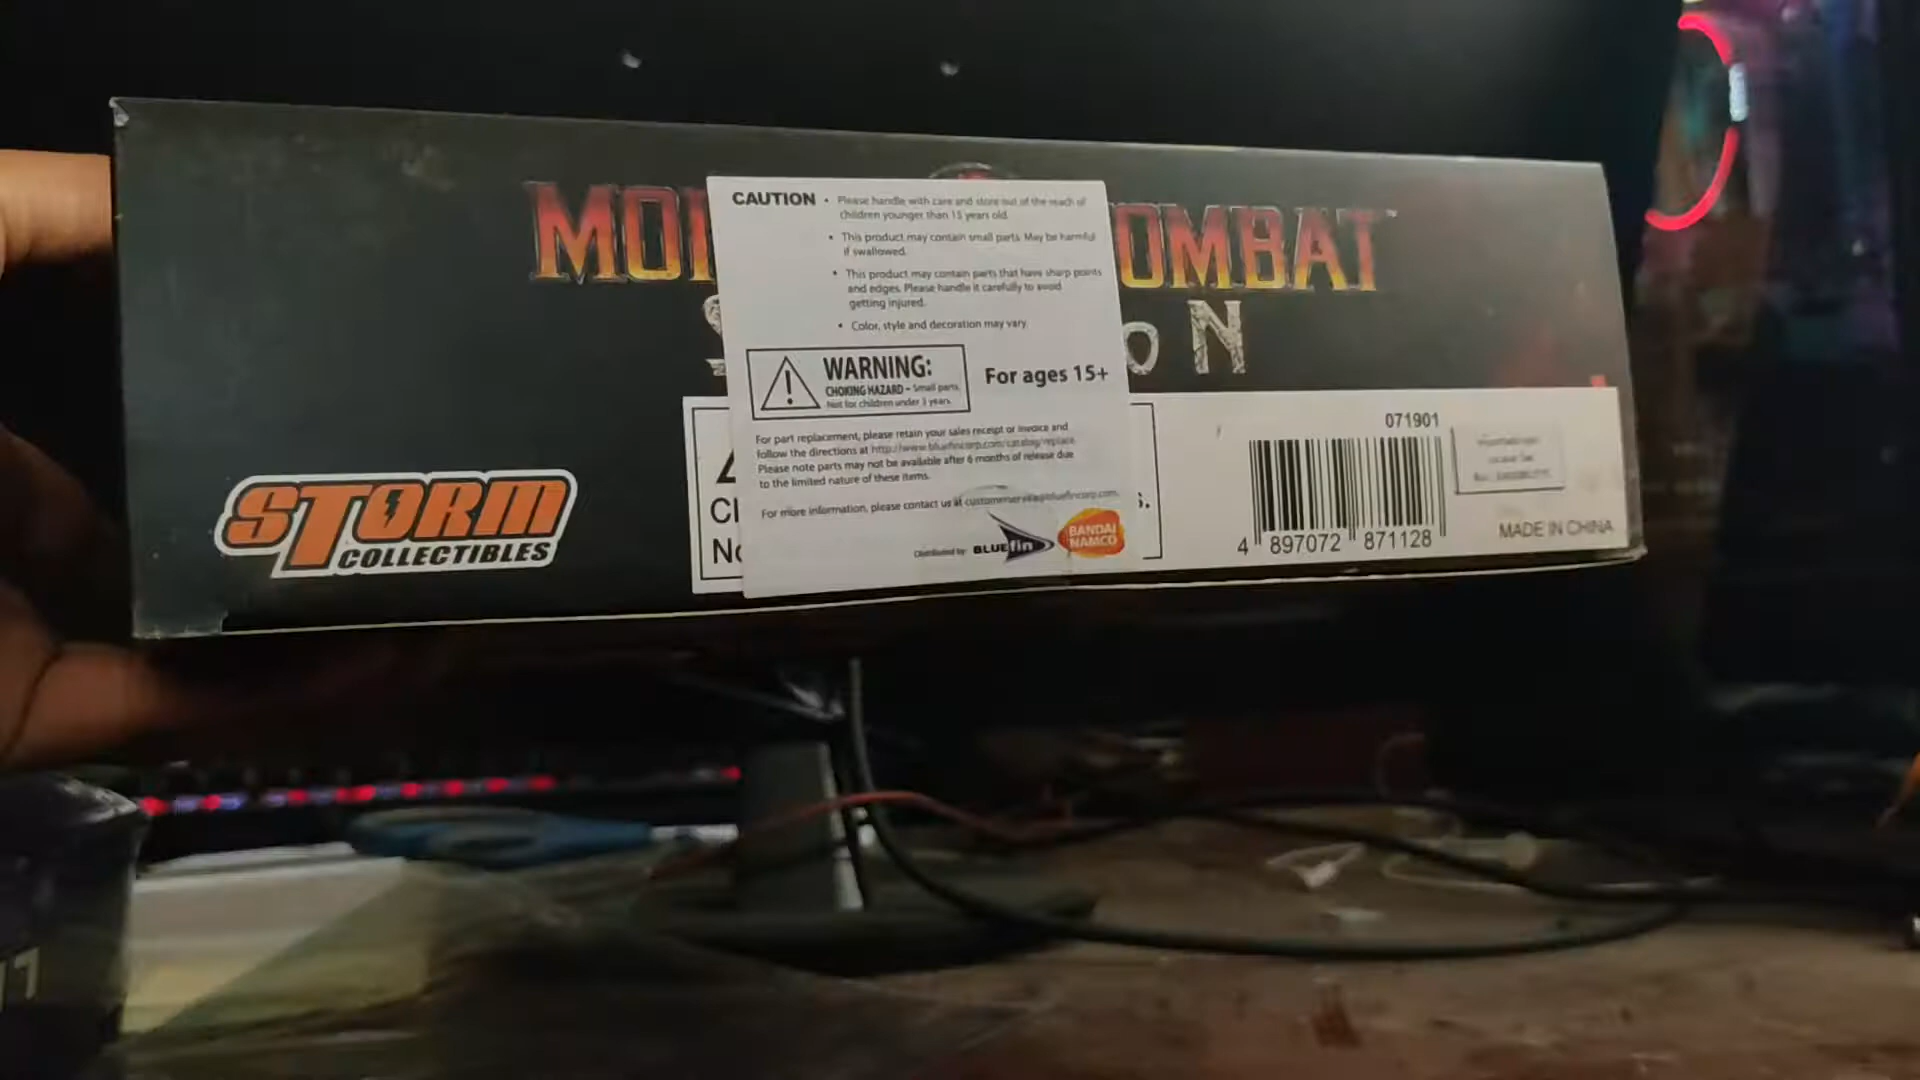 MO
OMBAT™
S
o N
CAUTION • Please handle with care and store out of the reach of
children younger than 15 years old.
• This product may contain small parts. May be harmful
if swallowed.
• This product may contain parts that have sharp points
and edges. Please handle it carefully to avoid
getting injured.
• Color, style and decoration may vary
WARNING:
CHOKING HAZARD – Small parts.
Not for children under 3 years.
For ages 15+
For part replacement, please retain your sales receipt or invoice and
follow the directions at http://www.bluefincorp.com/catalog/replace
Please note parts may not be available after 6 months of release due
to the limited nature of these items.
For more information, please contact us at customerservice@bluefincorp.com.
Distributed by: BLUEfin
BANDAI
NAMCO
STORM
COLLECTIBLES
No
s.
071901
4 897072 871128
MADE IN CHINA
11